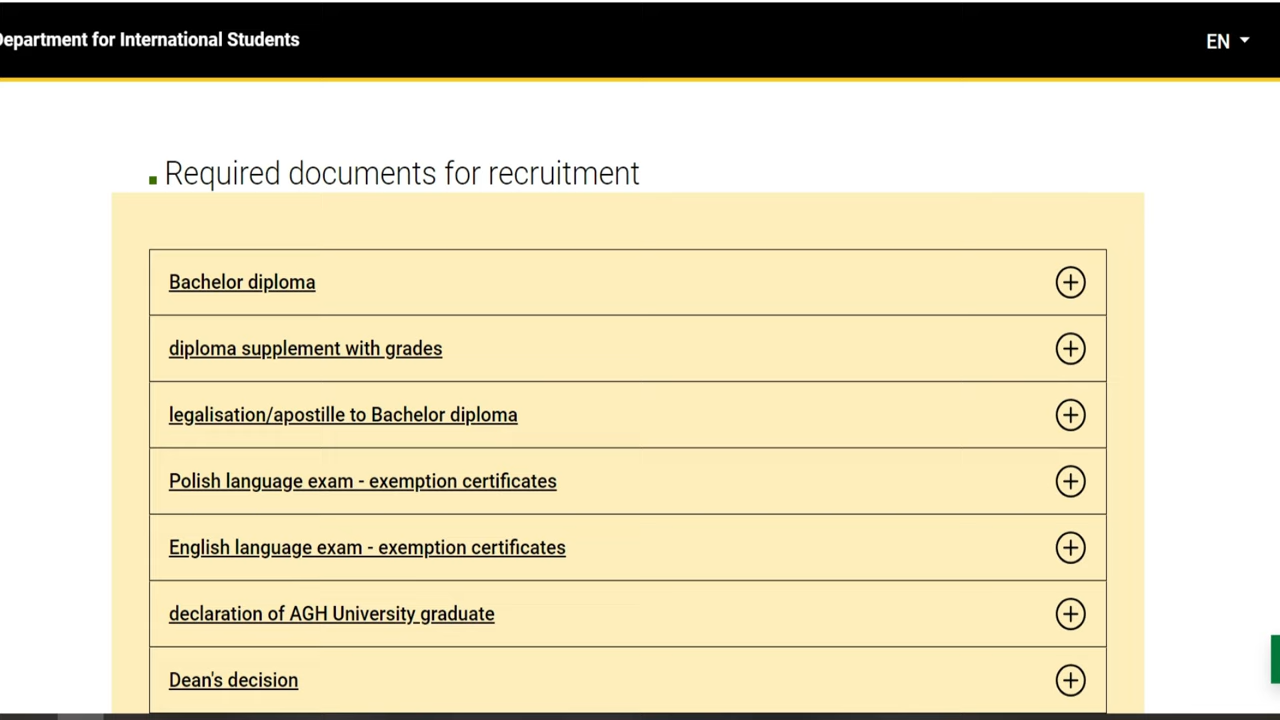 Department for International Students
EN
Required documents for recruitment
Bachelor diploma
diploma supplement with grades
legalisation/apostille to Bachelor diploma
Polish language exam - exemption certificates
English language exam - exemption certificates
declaration of AGH University graduate
Dean's decision